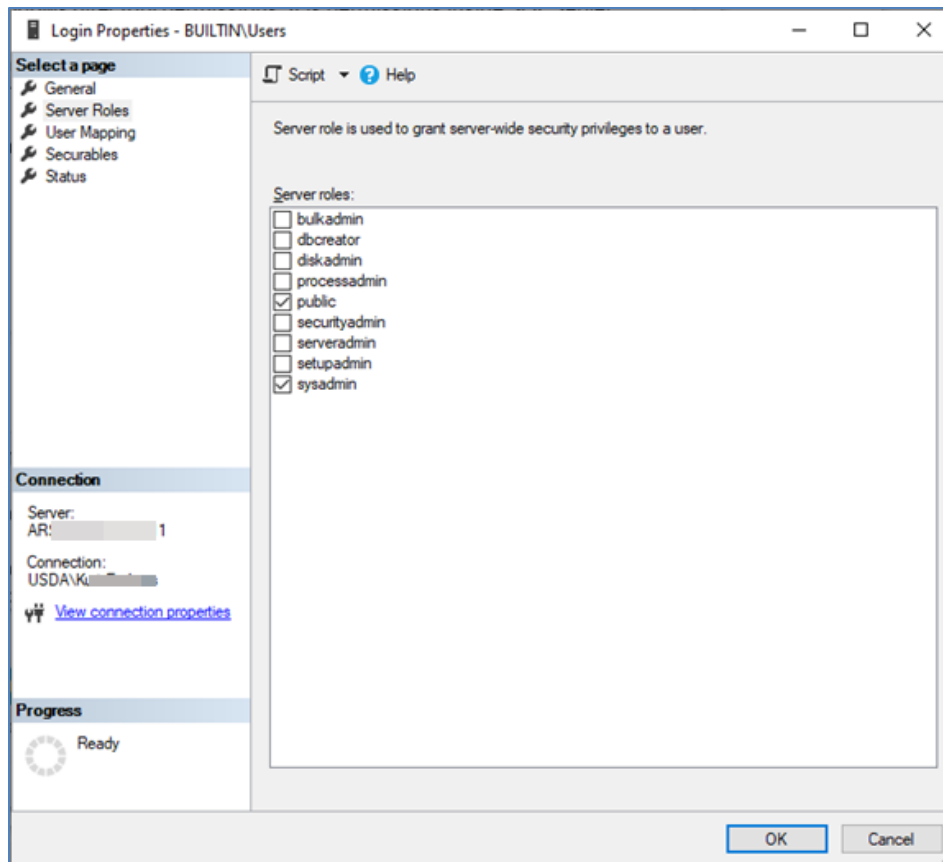 Login Properties - BUILTIN\Users
Select a page
General
Server Roles
User Mapping
Securables
Status
Script
Help
Server role is used to grant server-wide security privileges to a user.
Server roles:
bulkadmin
dbcreator
diskadmin
processadmin
public
securityadmin
serveradmin
setupadmin
sysadmin
Connection
Server:
AR 1
Connection:
View connection properties
Progress
Ready
OK Cancel